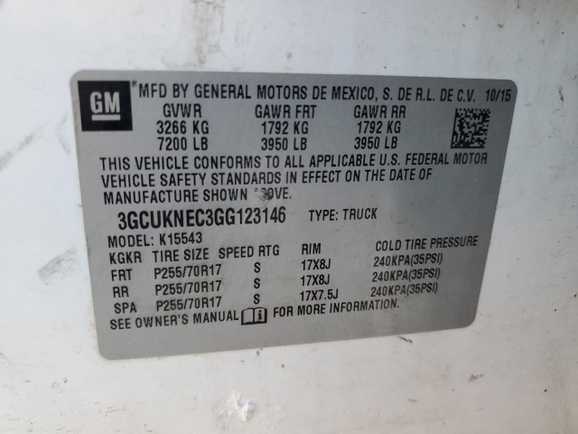 GM
*MFD BY GENERAL MOTORS DE MEXICO, S. DE R.L. DE C.V. 10/15
GVWR GAWR FRT GAWR RR
3266 KG 1792 KG 1792 KG
7200 LB 3950 LB 3950 LB
THIS VEHICLE CONFORMS TO ALL APPLICABLE U.S. FEDERAL MOTOR
VEHICLE SAFETY STANDARDS IN EFFECT ON THE DATE OF
MANUFACTURE SHOWN
3GCUKNEC3GG123146 TYPE: TRUCK
MODEL: K15543
KGKR TIRE SIZE SPEED RTG RIM COLD TIRE PRESSURE
FRT P255/70R17 S 17X8J 240KPA(35PSI)
RR P255/70R17 S 17X8J 240KPA(35PSI)
SPA P255/70R17 S 17X7.5J 240KPA(35PSI)
SEE OWNER'S MANUAL FOR MORE INFORMATION.